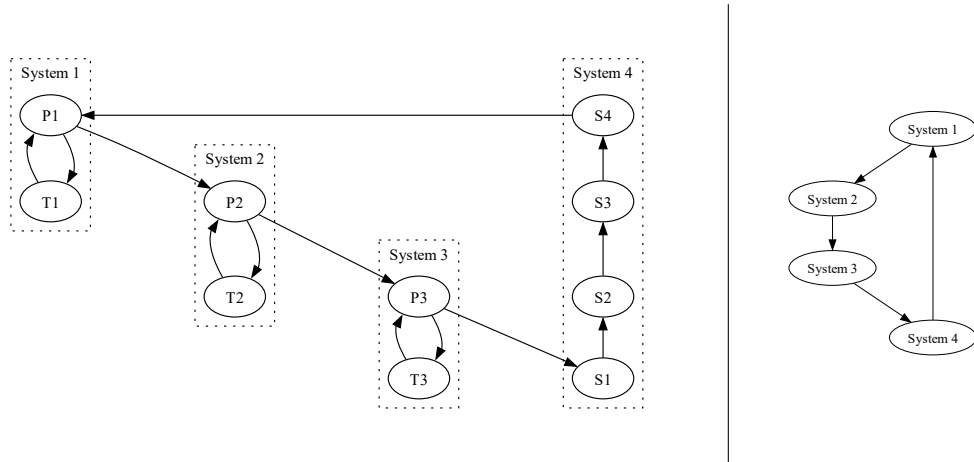 System 1
P1
T1
System 2
P2
T2
System 3
P3
T3
System 4
S4
S3
S2
S1
System 1
System 2
System 3
System 4